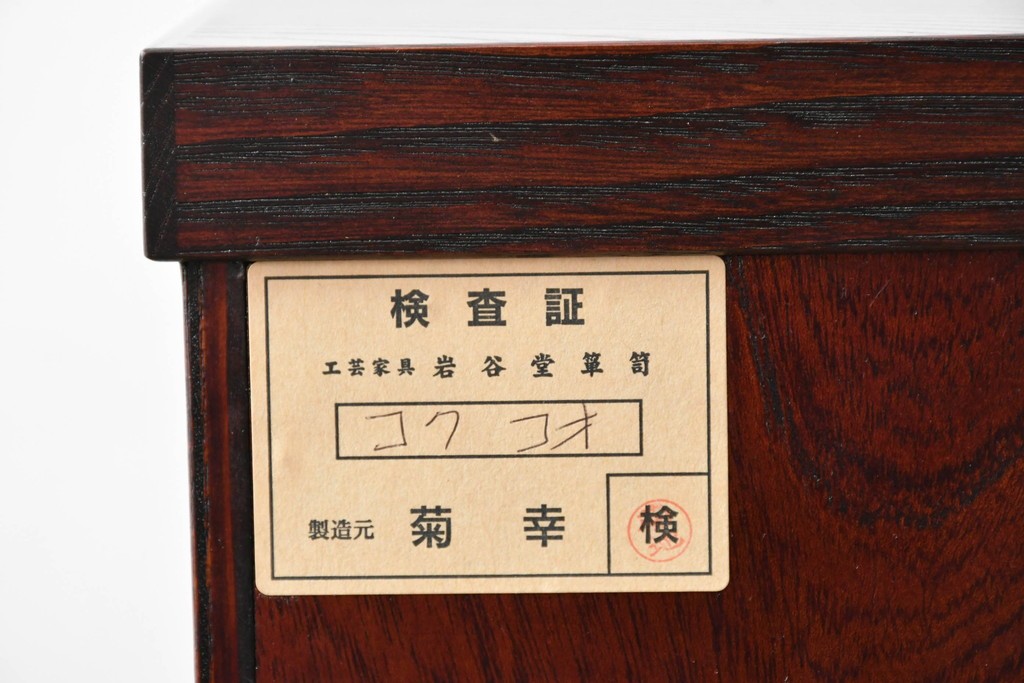 検査証
工芸家具 岩谷堂箪笥
コク コオ
製造元 菊幸
検